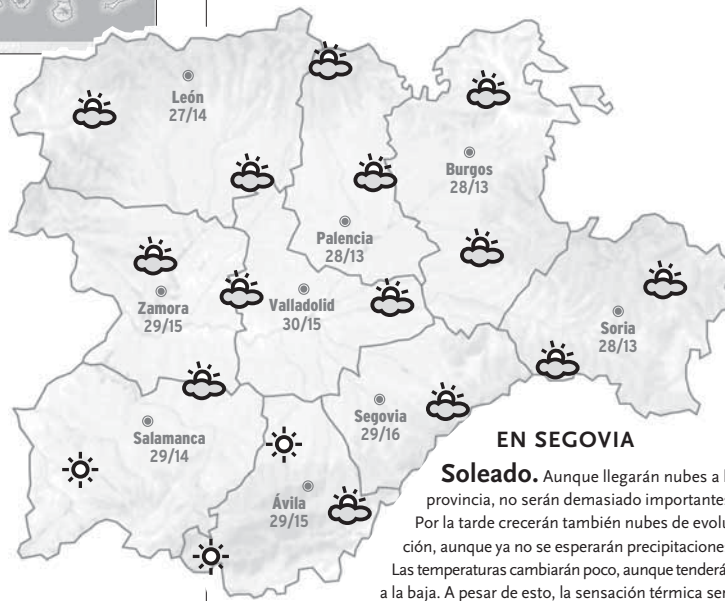 León
27/14
Burgos
28/13
Palencia
28/13
Zamora
29/15
Valladolid
30/15
Soria
28/13
Segovia
29/16
Salamanca
29/14
Ávila
29/15
EN SEGOVIA
Soleado. Aunque llegarán nubes a
provincia, no serán demasiado importante
Por la tarde crecerán también nubes de evolu
ción, aunque ya no se esperarán precipitacione
Las temperaturas cambiarán poco, aunque tenderá
a la baja. A pesar de esto, la sensación térmica ser